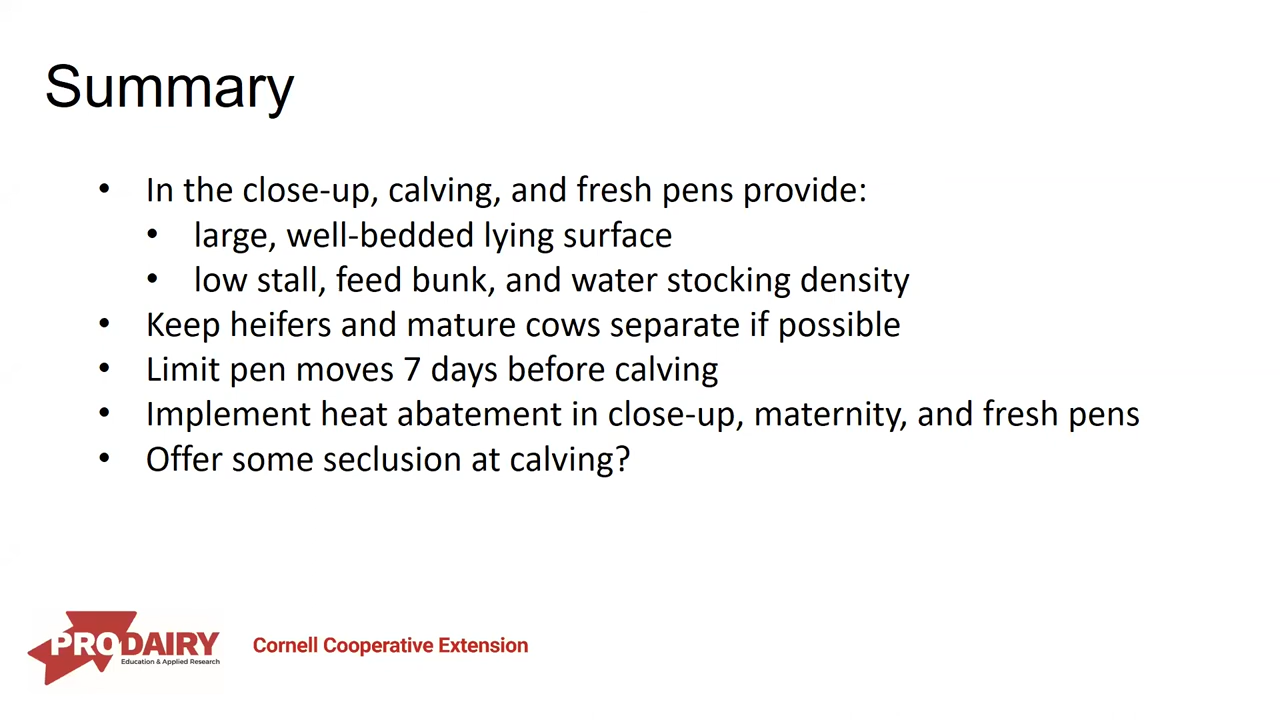 Summary
• In the close-up, calving, and fresh pens provide:
• large, well-bedded lying surface
• low stall, feed bunk, and water stocking density
• Keep heifers and mature cows separate if possible
• Limit pen moves 7 days before calving
• Implement heat abatement in close-up, maternity, and fresh pens
• Offer some seclusion at calving?
PRODAIRY
Education & Applied Research
Cornell Cooperative Extension